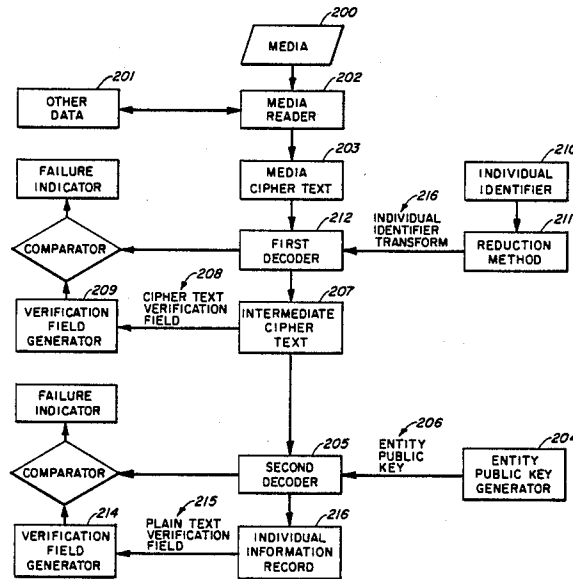 200
MEDIA
201
OTHER
DATA
202
MEDIA
READER
203
MEDIA
CIPHER TEXT
210
INDIVIDUAL
IDENTIFIER
FAILURE
INDICATOR
216
INDIVIDUAL
IDENTIFIER
TRANSFORM
212
FIRST
DECODER
211
REDUCTION
METHOD
COMPARATOR
208
CIPHER TEXT
VERIFICATION
FIELD
209
VERIFICATION
FIELD
GENERATOR
207
INTERMEDIATE
CIPHER
TEXT
FAILURE
INDICATOR
206
ENTITY
PUBLIC
KEY
205
SECOND
DECODER
204
ENTITY
PUBLIC KEY
GENERATOR
COMPARATOR
215
PLAIN TEXT
VERIFICATION
FIELD
214
VERIFICATION
FIELD
GENERATOR
216
INDIVIDUAL
INFORMATION
RECORD